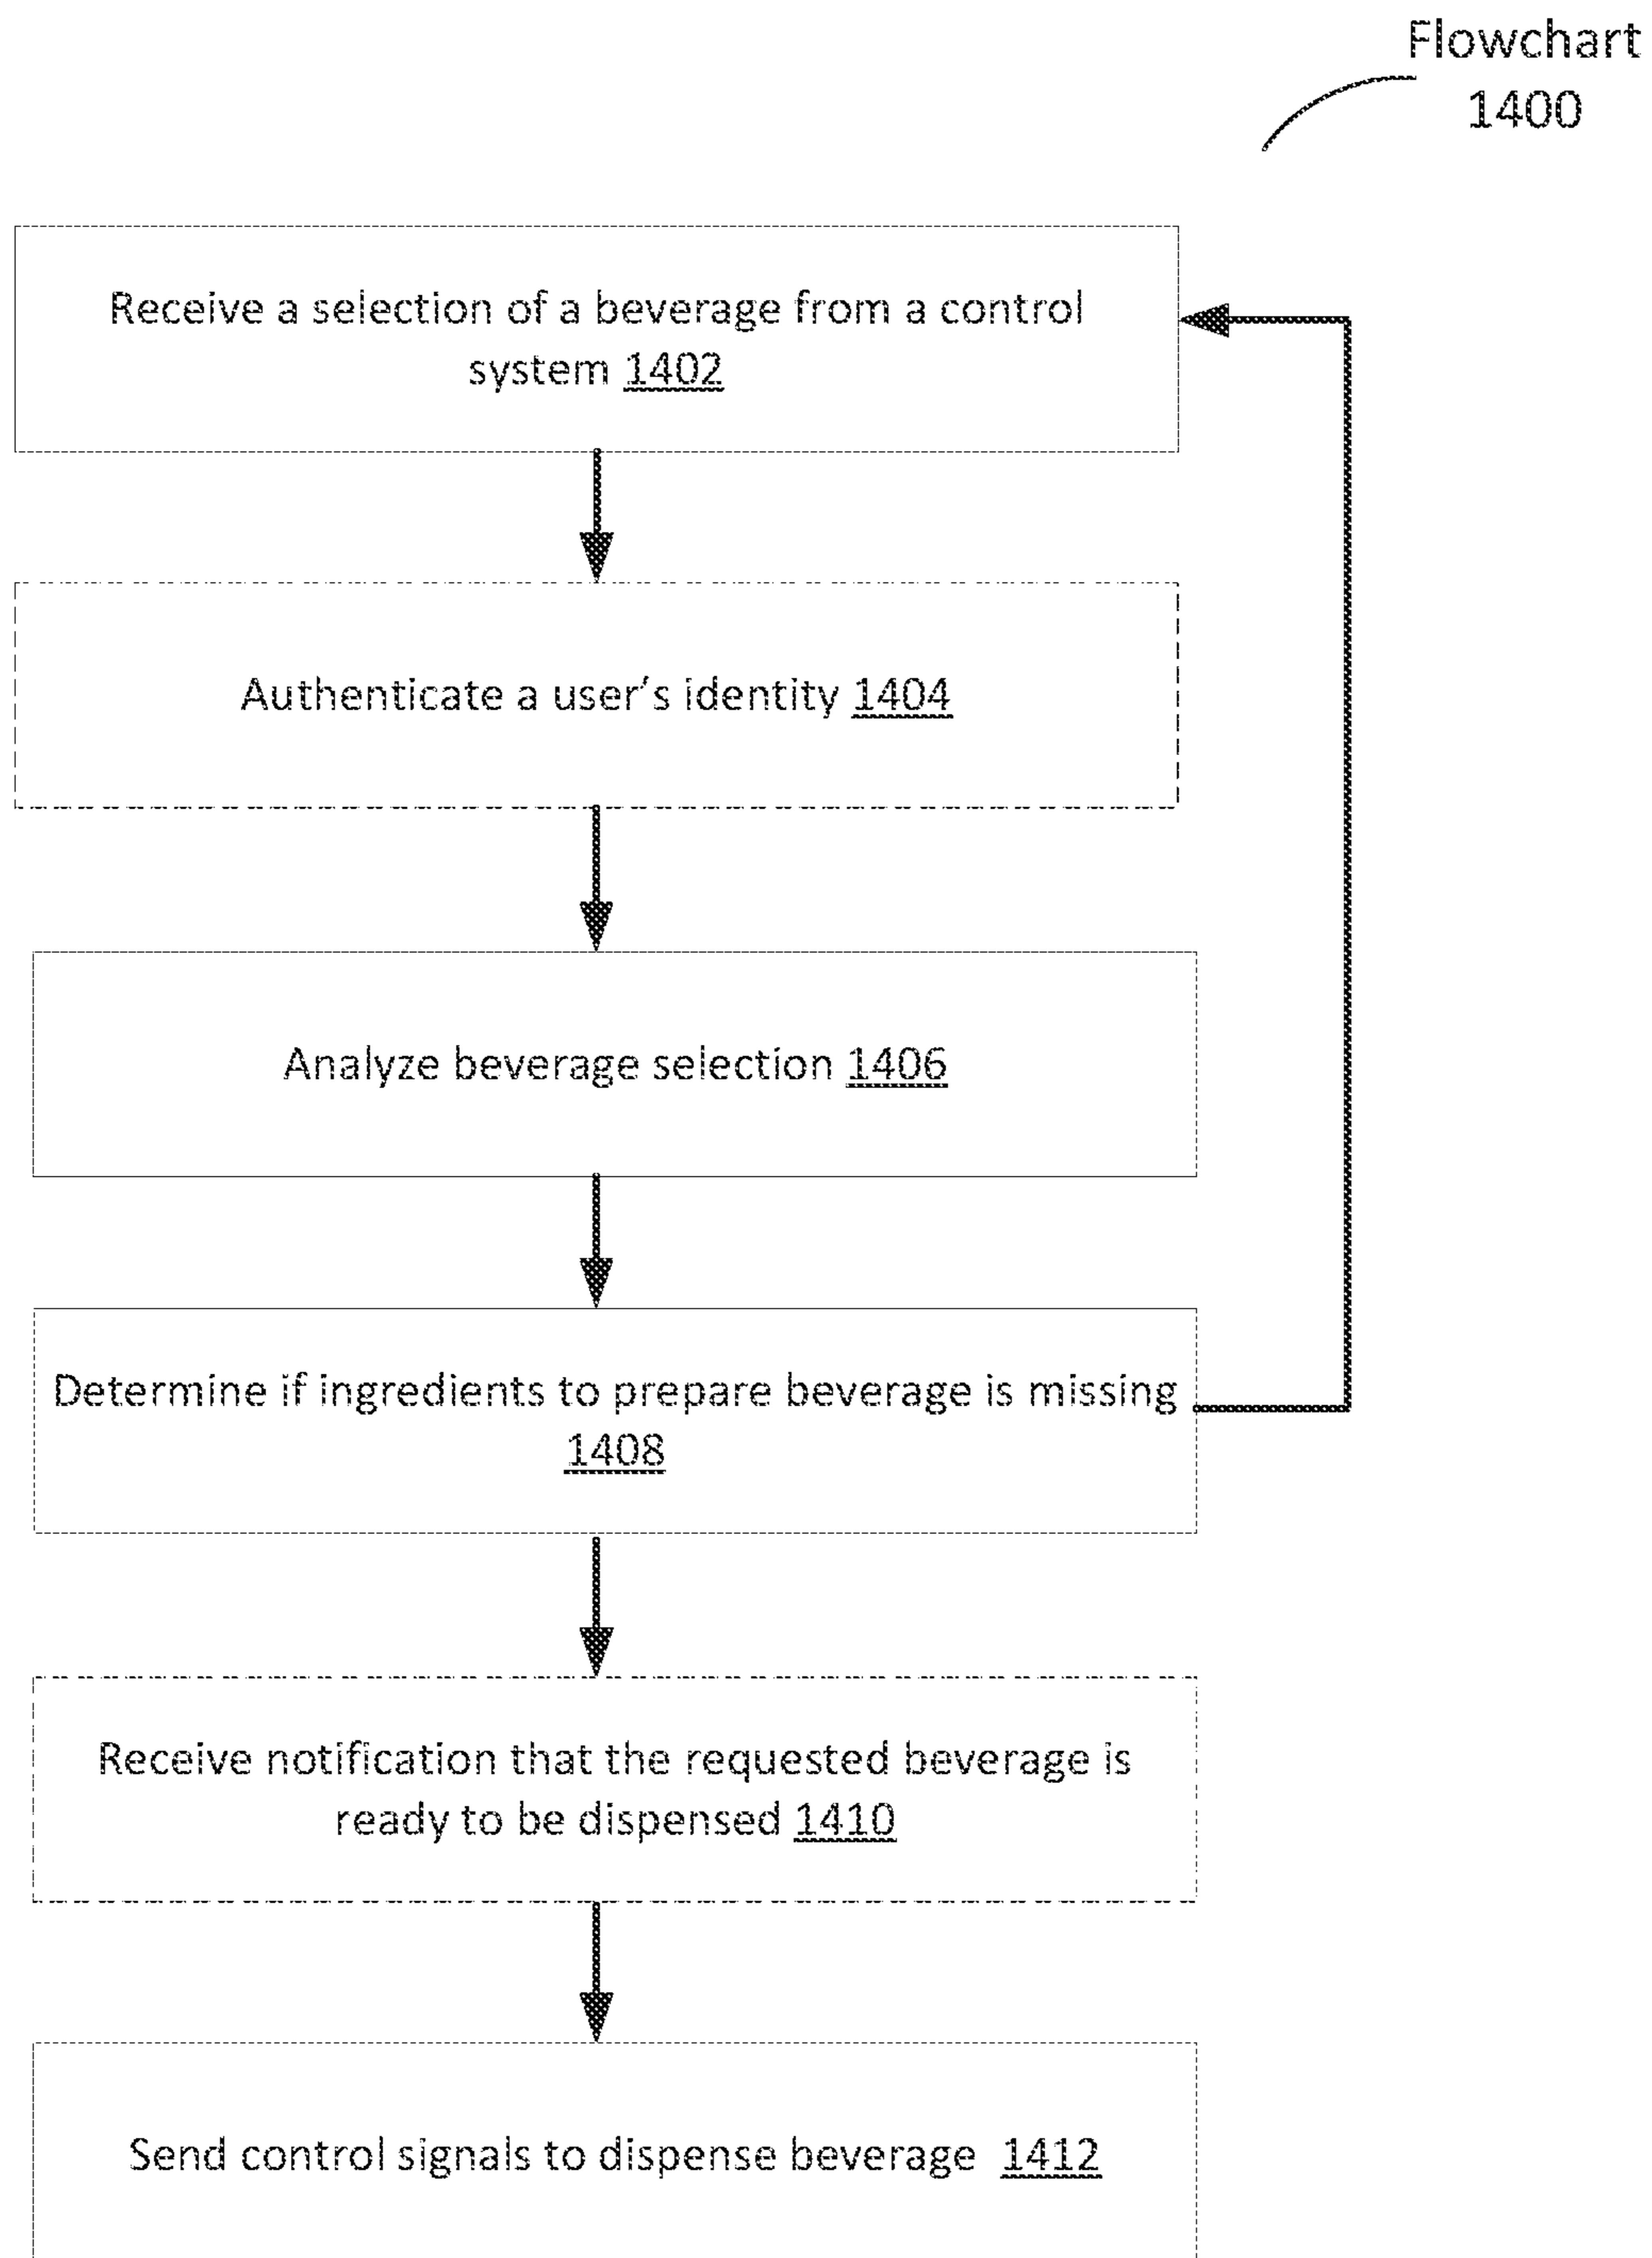 Flowchart
1400
Receive a selection of a beverage from a control
system 1402
Authenticate a user's identity 1404
Analyze beverage selection 1406
Determine if ingredients to prepare beverage is missing
1408
Receive notification that the requested beverage is
ready to be dispensed 1410
Send control signals to dispense beverage 1412